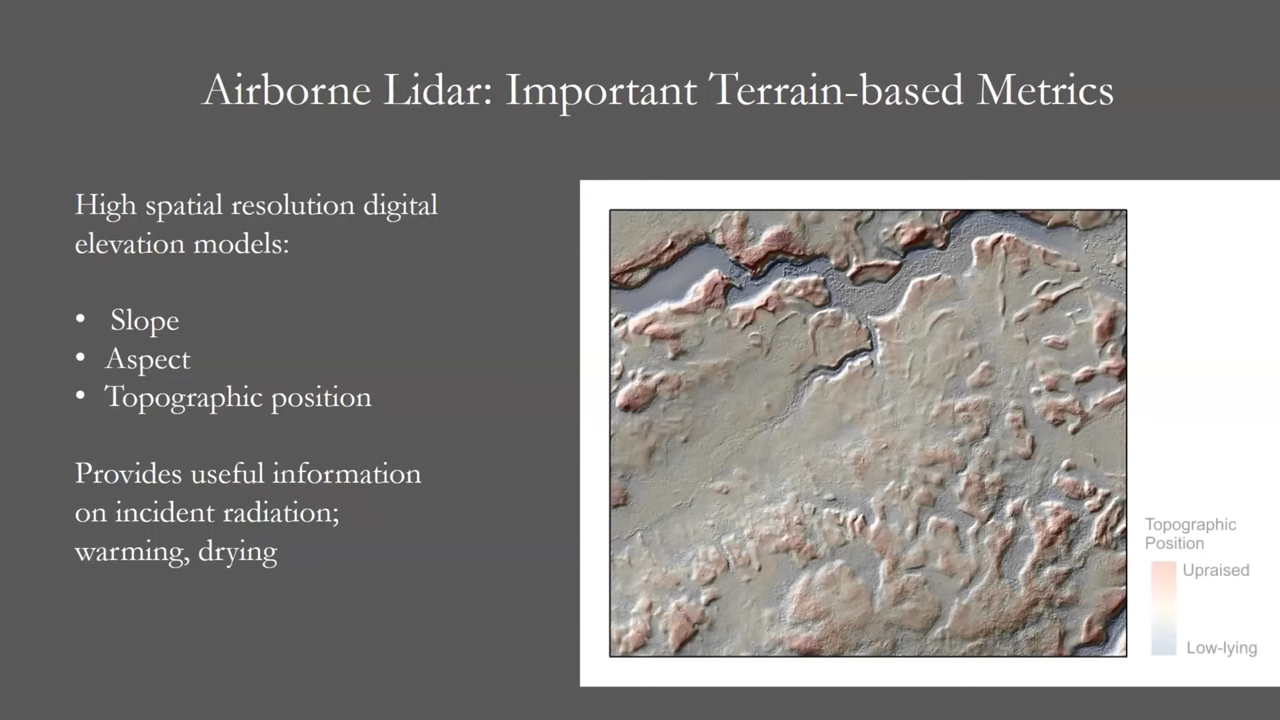 Airborne Lidar: Important Terrain-based Metrics
High spatial resolution digital
elevation models:
• Slope
• Aspect
• Topographic position
Provides useful information
on incident radiation;
warming, drying
Topographic
Position
Upraised
Low-lying